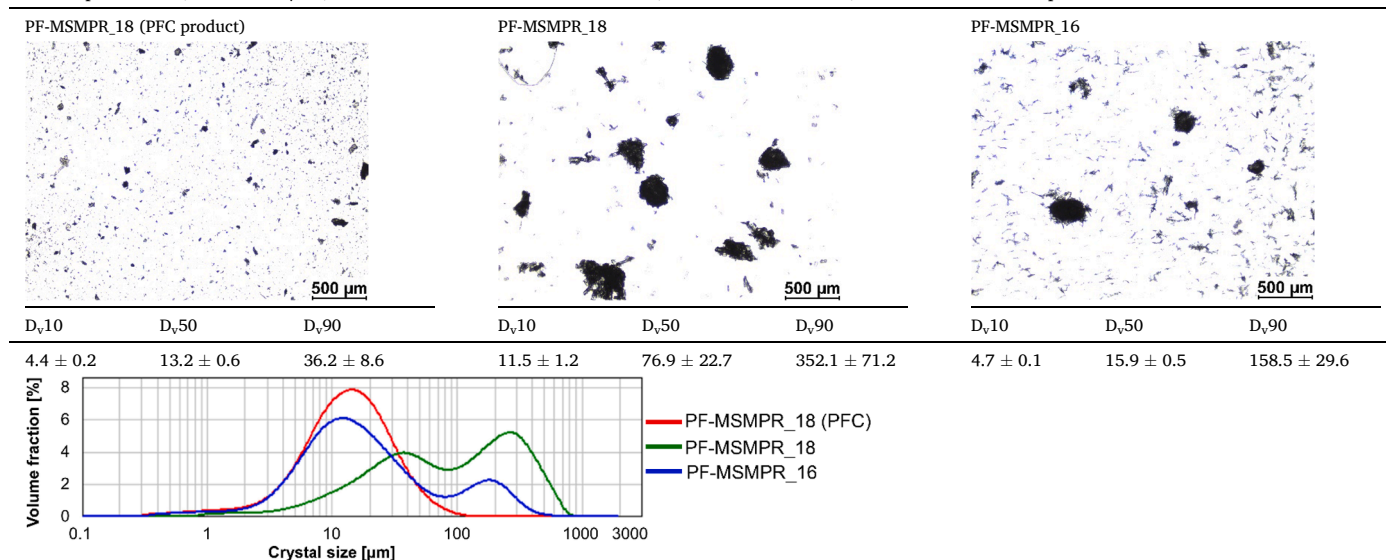 PF-MSMPR_18 (PFC product) PF-MSMPR_18 PF-MSMPR_16
500 µm 500 µm 500 µm
Dv10 Dv50 Dv90 Dv10 Dv50 Dv90 Dv10 Dv50 Dv90
4.4 ± 0.2 13.2 ± 0.6 36.2 ± 8.6 11.5 ± 1.2 76.9 ± 22.7 352.1 ± 71.2 4.7 ± 0.1 15.9 ± 0.5 158.5 ± 29.6
Volume fraction [%]
8
6
4
2
0
PF-MSMPR_18 (PFC)
PF-MSMPR_18
PF-MSMPR_16
0.1 1 10 100 1000 3000
Crystal size [µm]